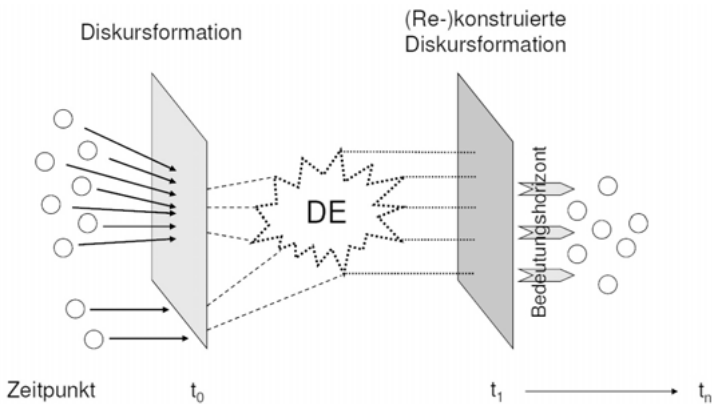 Diskursformation
(Re-)konstruierte
Diskursformation
DE
Bedeutungshorizont
Zeitpunkt t₀ t₁ tₙ